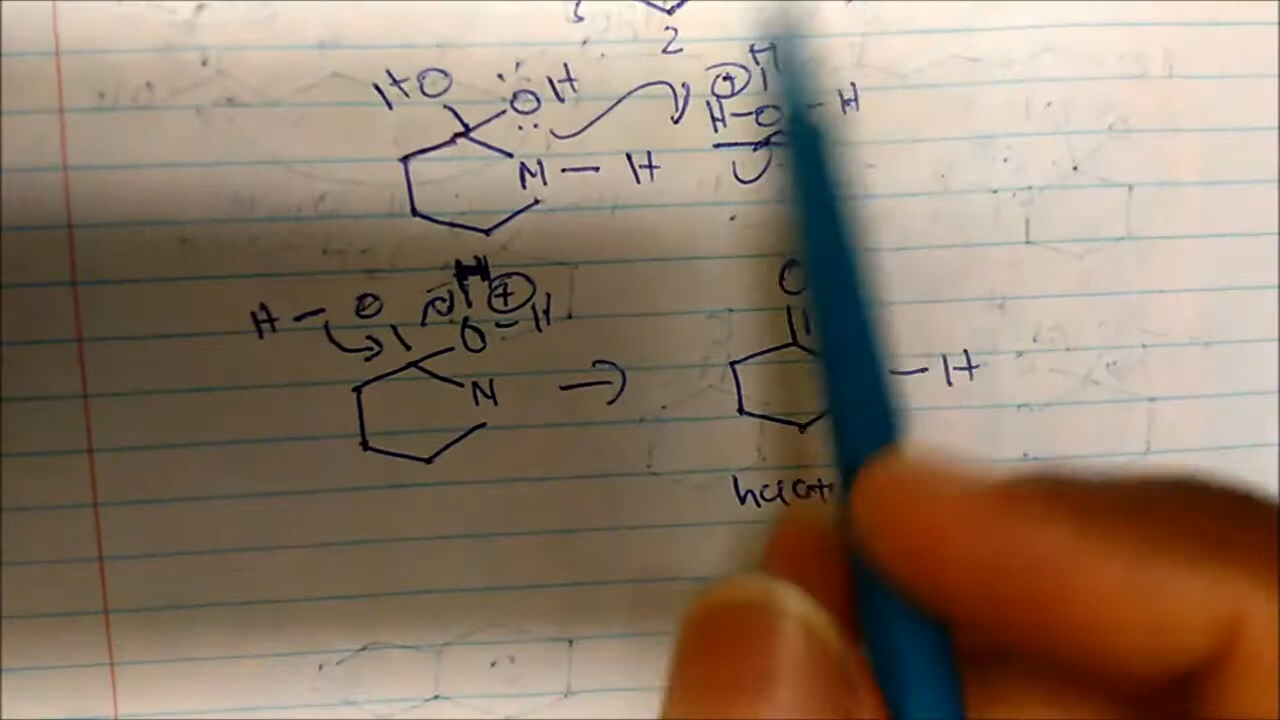 2
HO OH + H
H-O-H
N-H
H-O H + O-H
N → O
-H